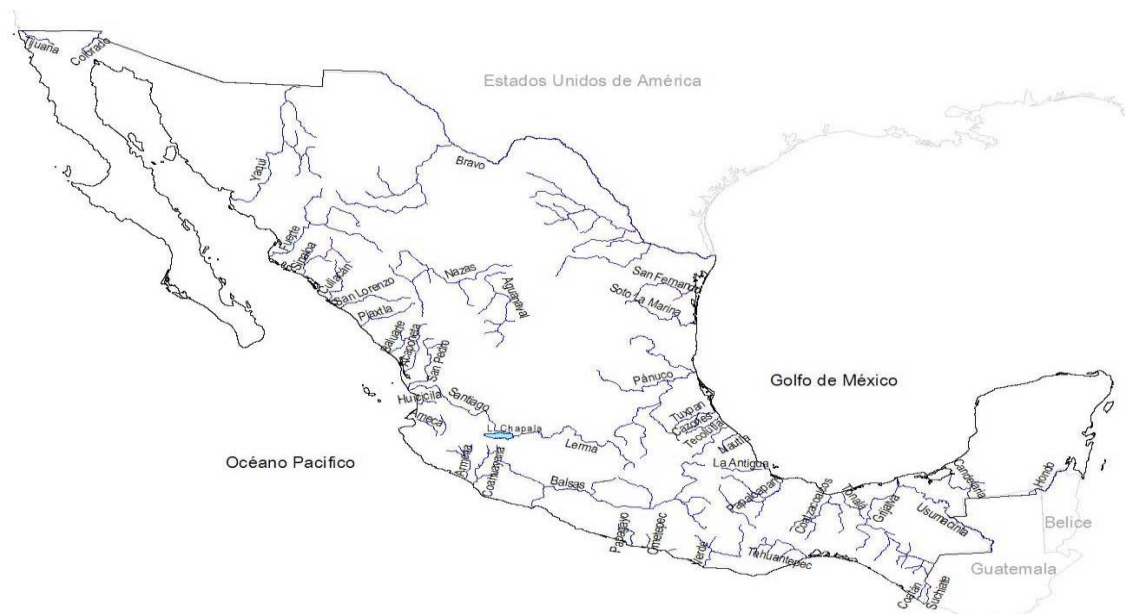 Tijuana
Colorado
Estados Unidos de América
Yaqui
Bravo
Fuerte
Sinaloa
Culiacán
San Lorenzo
Piaxtla
Nazas
Aguanaval
San Fernando
Soto La Marina
Baluarte
Acaponeta
San Pedro
Pánuco
Golfo de México
Huicicila
Santiago
Ameca
L. Chapala
Lerma
Tuxpan
Cazones
Tecolutla
Nautla
La Antigua
Océano Pacífico
Armería
Coahuayana
Balsas
Papaloapan
Coatzacoalcos
Tonalá
Grijalva
Usumacinta
Candelaria
Hondo
Belice
Papagayo
Ometepec
Verde
Tehuantepec
Guatemala
Coatán
Suchiate